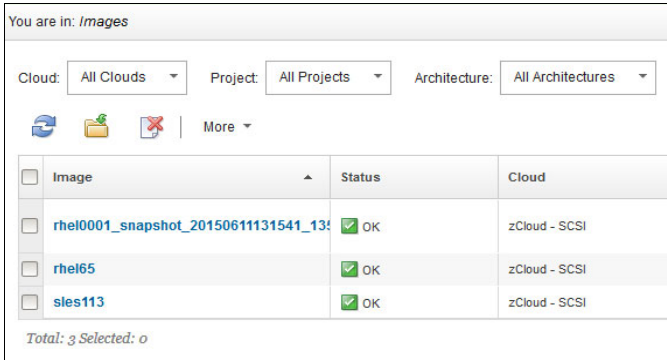 You are in: Images
Cloud: All Clouds Project: All Projects Architecture: All Architectures
More
Image Status Cloud
rhel0001_snapshot_20150611131541_135 OK zCloud - SCSI
rhel65 OK zCloud - SCSI
sles113 OK zCloud - SCSI
Total: 3 Selected: 0